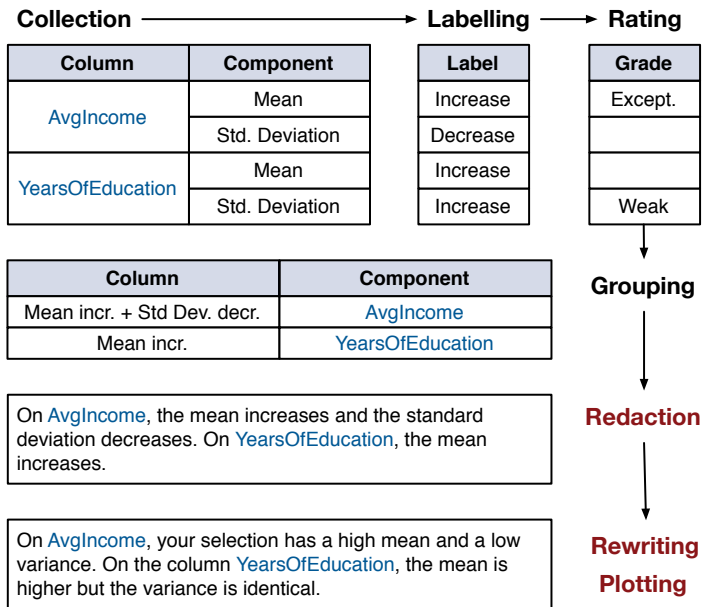 Collection Labelling Rating
Column Component Label Grade
AvgIncome Mean Increase Except.
Std. Deviation Decrease
YearsOfEducation Mean Increase
Std. Deviation Increase Weak
Column Component
Mean incr. + Std Dev. decr. AvgIncome
Mean incr. YearsOfEducation
Grouping
On AvgIncome, the mean increases and the standard
deviation decreases. On YearsOfEducation, the mean
increases.
Redaction
On AvgIncome, your selection has a high mean and a low
variance. On the column YearsOfEducation, the mean is
higher but the variance is identical.
Rewriting
Plotting